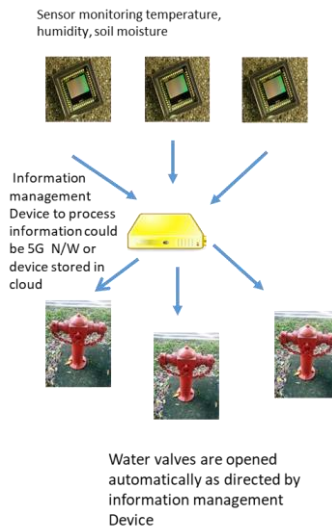 Sensor monitoring temperature,
humidity, soil moisture
Information
management
Device to process
information could
be 5G N/W or
device stored in
cloud
Water valves are opened
automatically as directed by
information management
Device